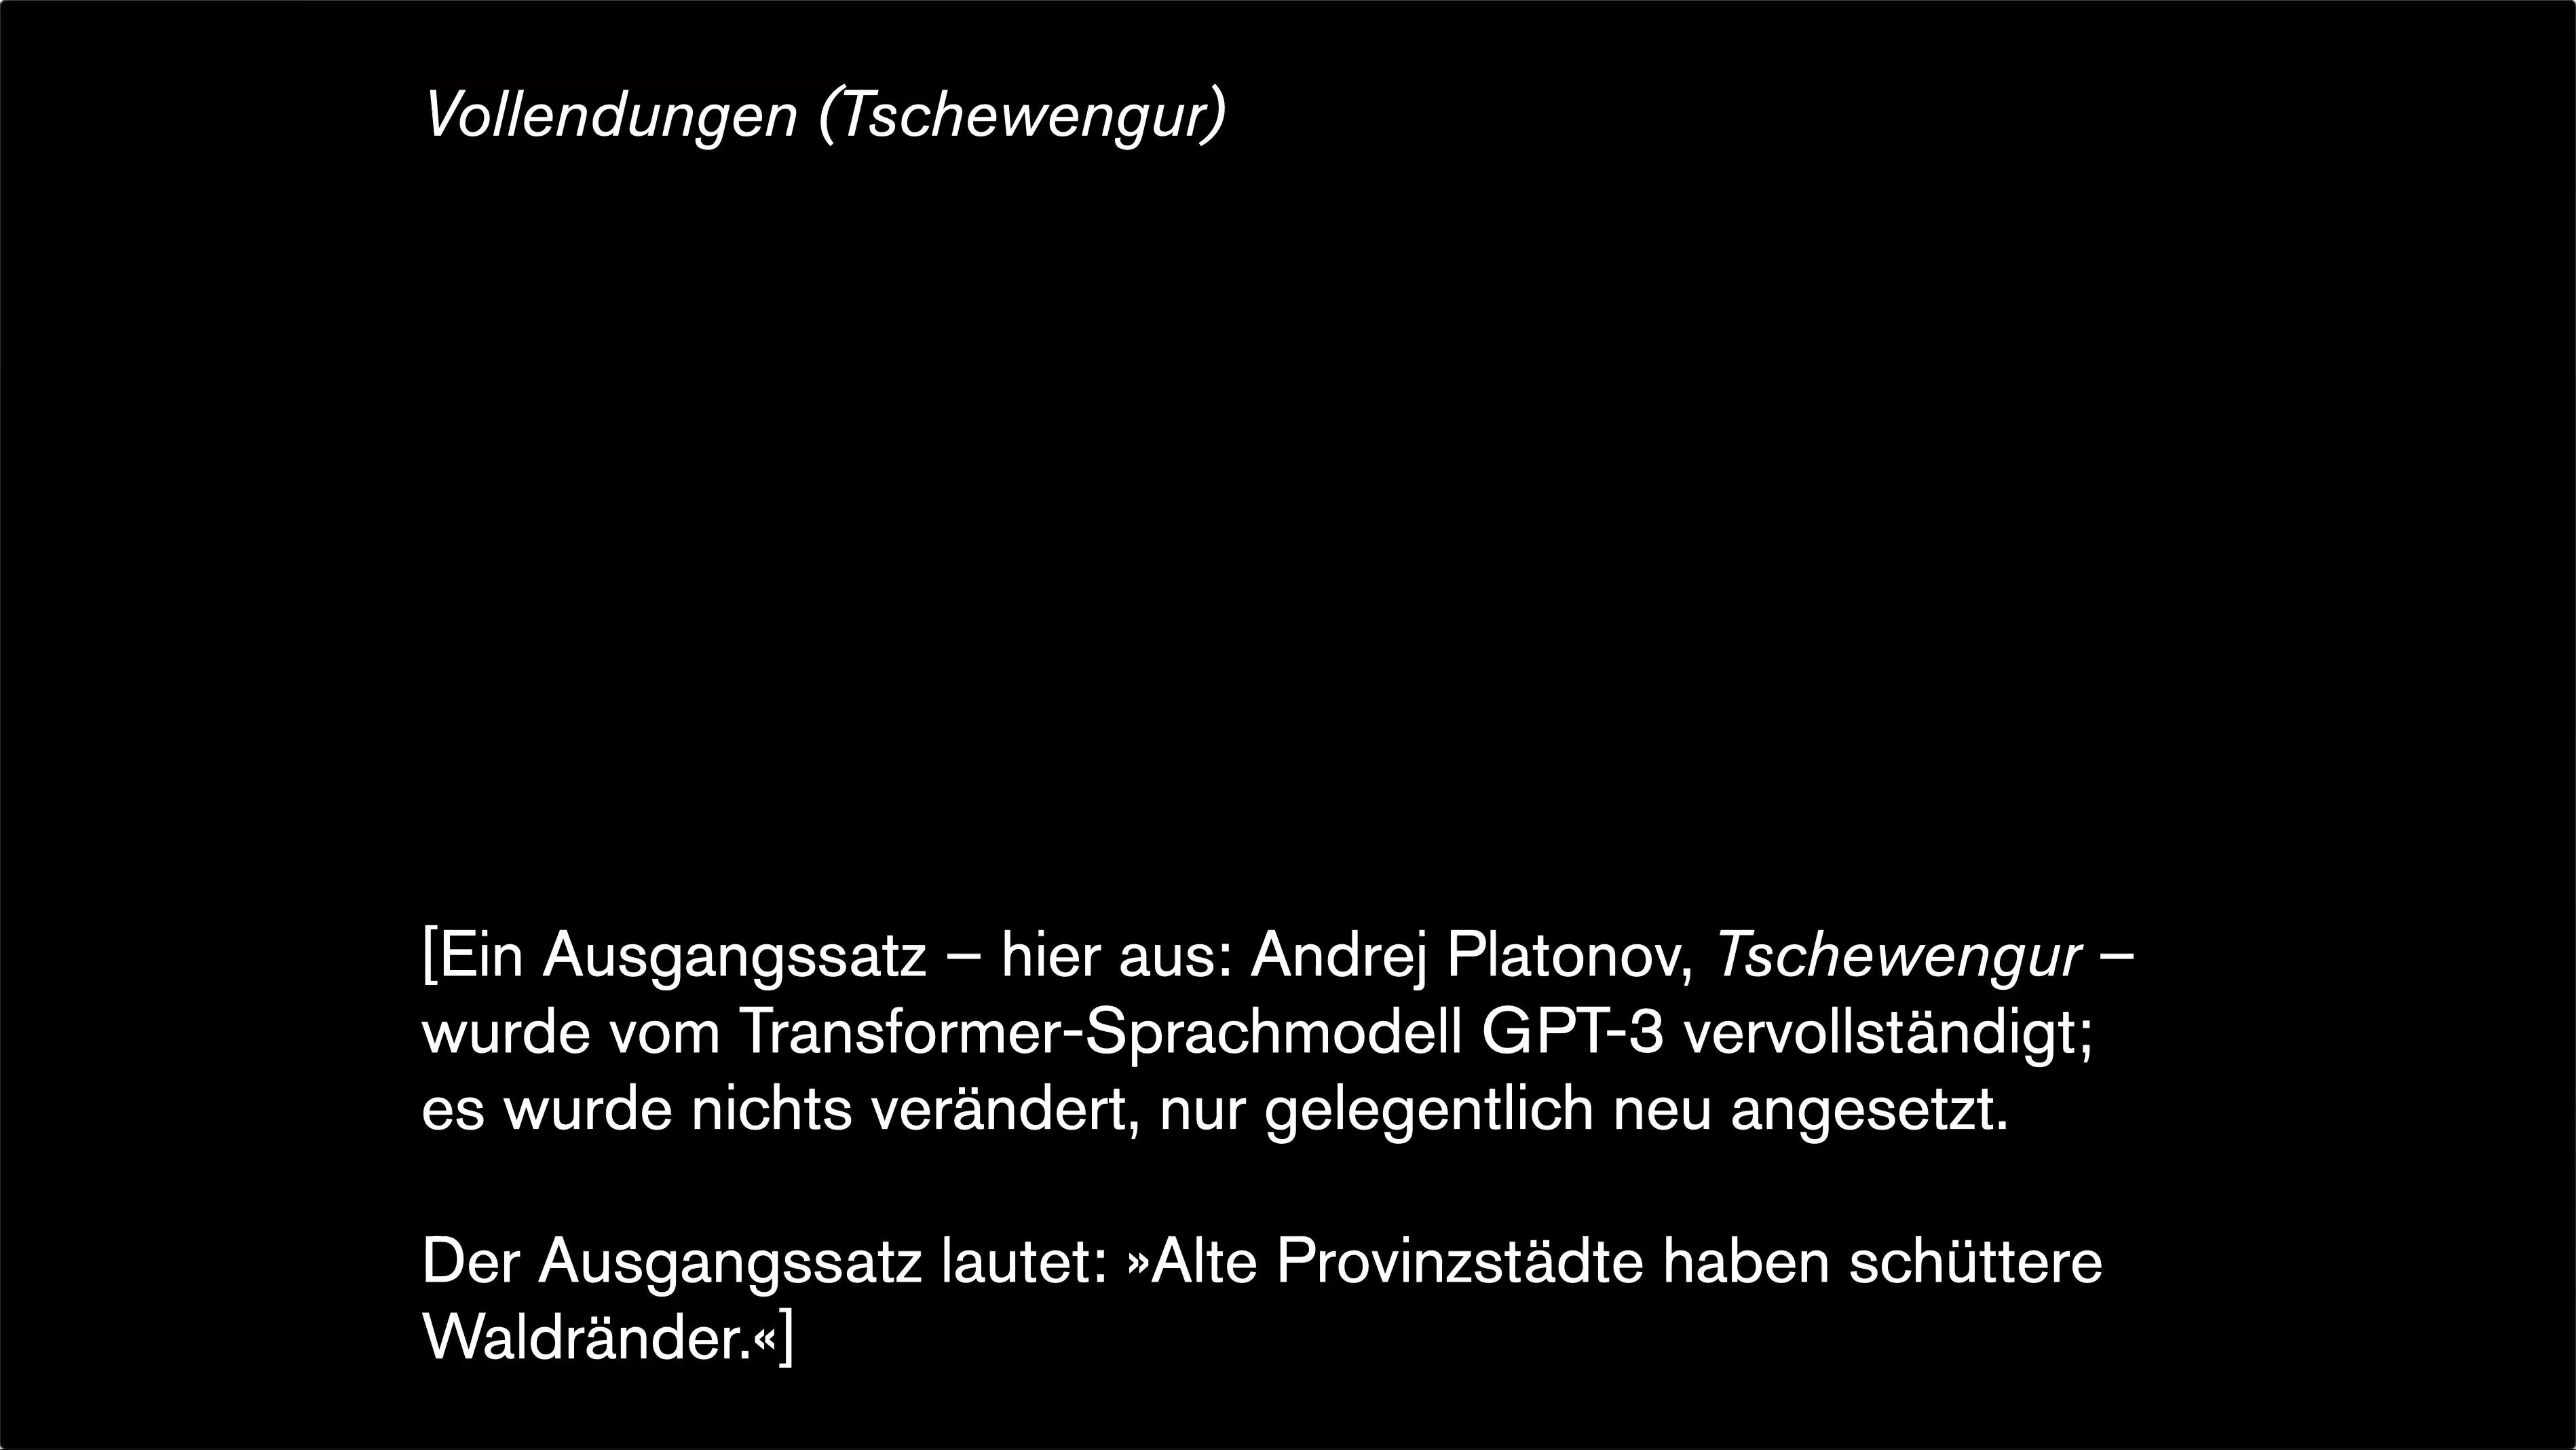 Vollendungen (Tschewengur)
[Ein Ausgangssatz – hier aus: Andrej Platonov, Tschewengur –
wurde vom Transformer-Sprachmodell GPT-3 vervollständigt;
es wurde nichts verändert, nur gelegentlich neu angesetzt.
Der Ausgangssatz lautet: »Alte Provinzstädte haben schüttere
Waldränder.«]